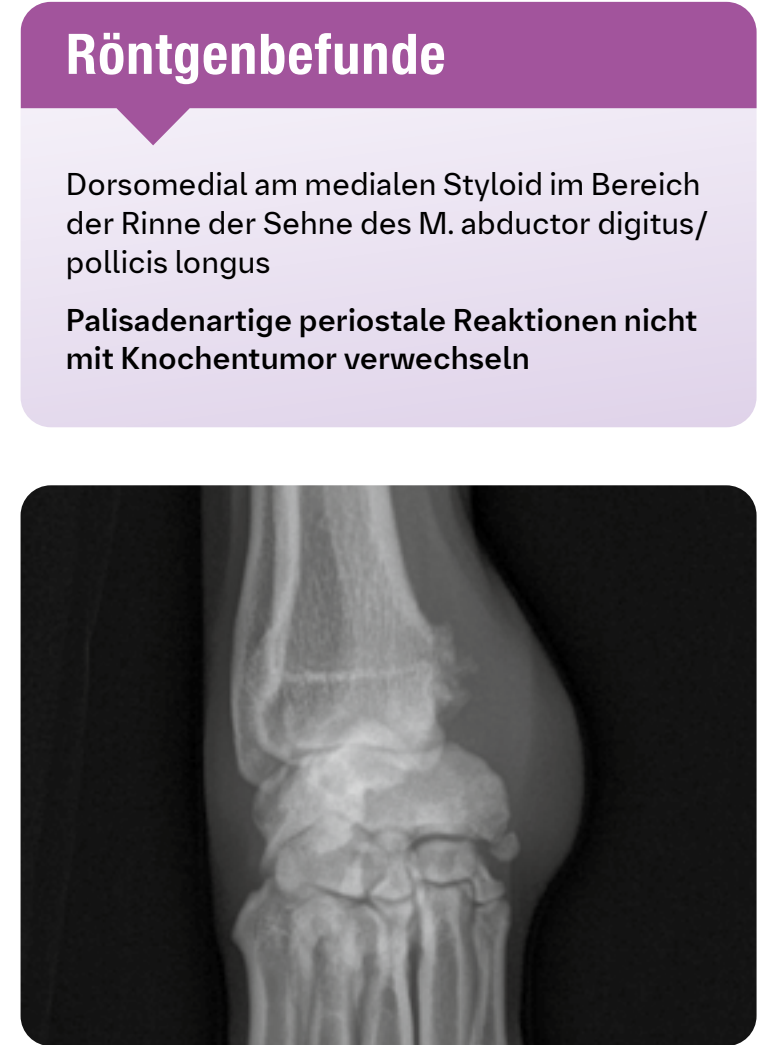 Röntgenbefunde
Dorsomedial am medialen Styloid im Bereich
der Rinne der Sehne des M. abductor digitus/
pollicis longus
Palisadenartige periostale Reaktionen nicht
mit Knochentumor verwechseln